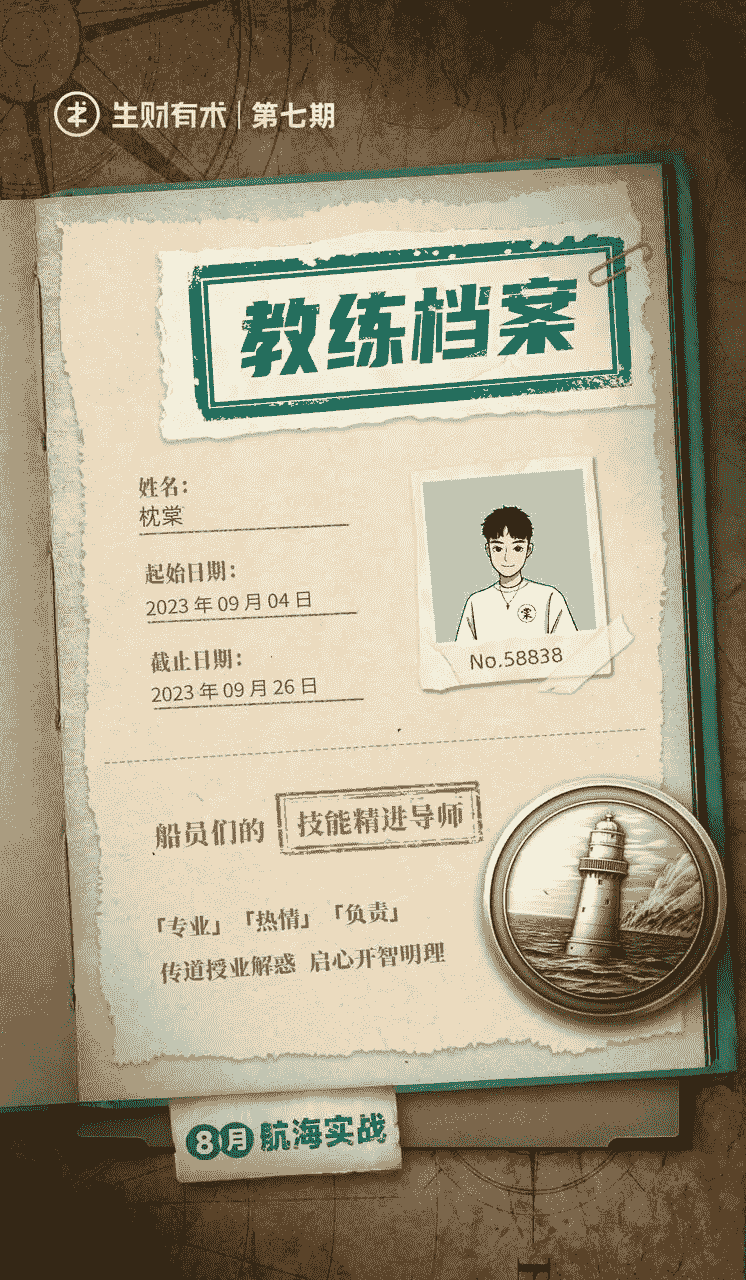 生财有术 | 第七期
教练档案
姓名：
枕棠
起始日期：
2023 年 09 月 04 日
截止日期：
2023 年 09 月 26 日
No.58838
船员们的 技能精进导师
「专业」「热情」「负责」
传道授业解惑 启心开智明理
8月 航海实战